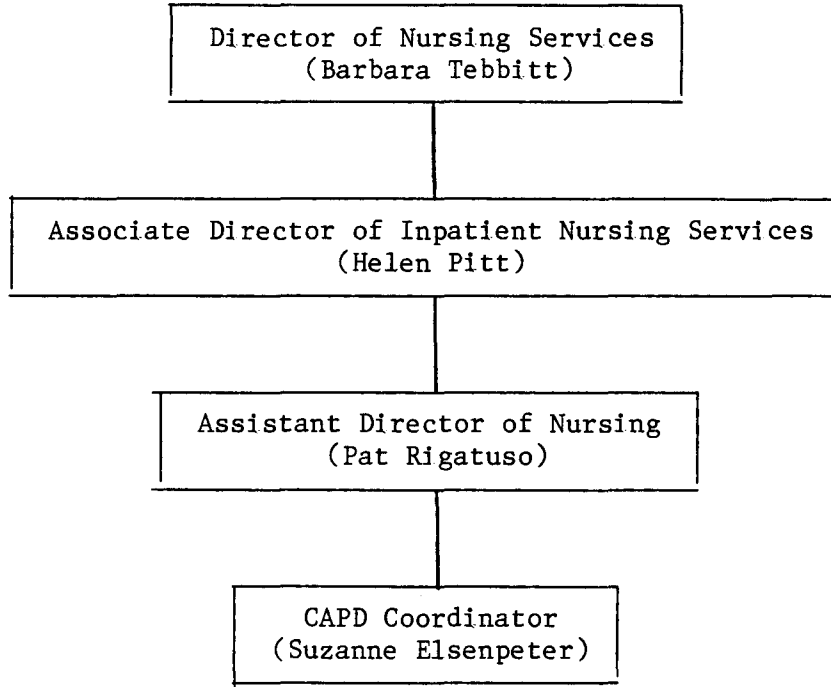 Director of Nursing Services
(Barbara Tebbitt)
Associate Director of Inpatient Nursing Services
(Helen Pitt)
Assistant Director of Nursing
(Pat Rigatuso)
CAPD Coordinator
(Suzanne Elsenpeter)